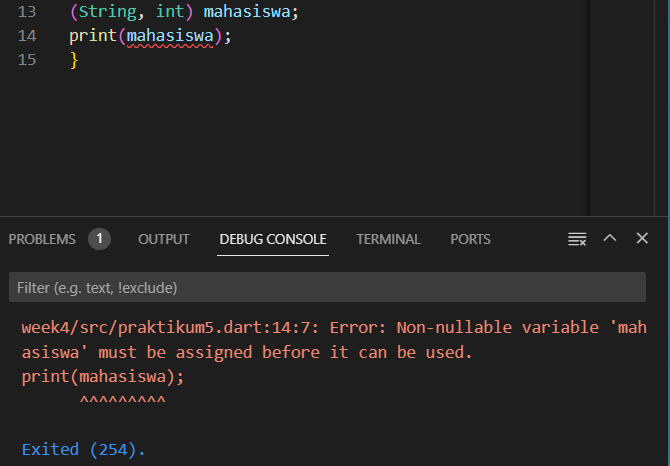 13 (String, int) mahasiswa;
14 print(mahasiswa);
15 }
PROBLEMS 1 OUTPUT DEBUG CONSOLE TERMINAL PORTS
Filter (e.g. text, !exclude)
week4/src/praktikum5.dart:14:7: Error: Non-nullable variable 'mah
asiswa' must be assigned before it can be used.
print(mahasiswa);
^^^^^^^^^
Exited (254).